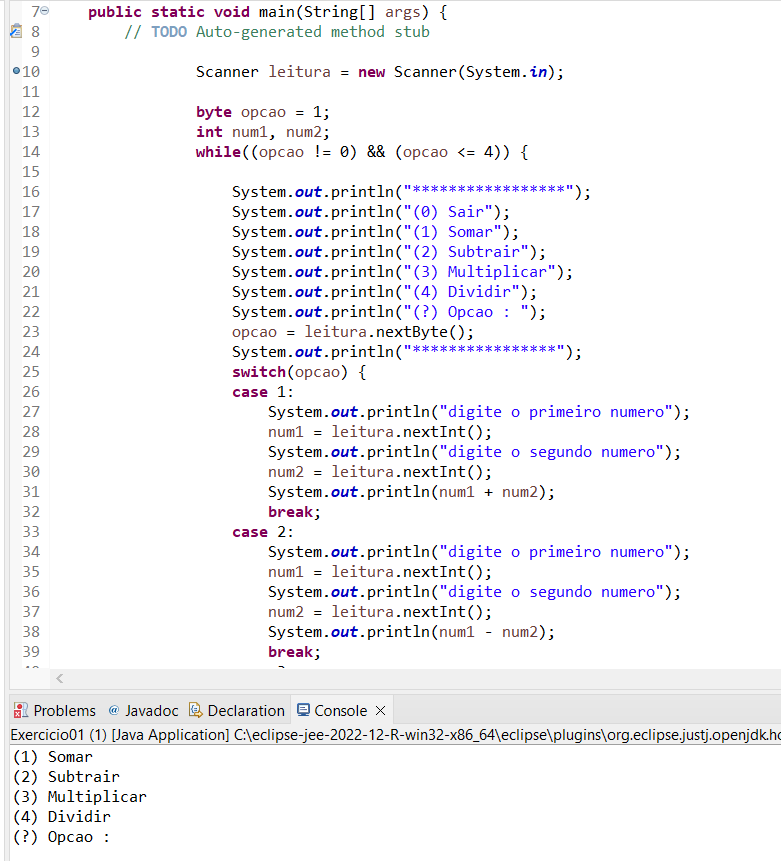 7 public static void main(String[] args) {
8 // TODO Auto-generated method stub
9
10 Scanner leitura = new Scanner(System.in);
11
12 byte opcao = 1;
13 int num1, num2;
14 while((opcao != 0) && (opcao <= 4)) {
15
16 System.out.println("*****************");
17 System.out.println("(0) Sair");
18 System.out.println("(1) Somar");
19 System.out.println("(2) Subtrair");
20 System.out.println("(3) Multiplicar");
21 System.out.println("(4) Dividir");
22 System.out.println("(?) Opcao : ");
23 opcao = leitura.nextByte();
24 System.out.println("****************");
25 switch(opcao) {
26 case 1:
27 System.out.println("digite o primeiro numero");
28 num1 = leitura.nextInt();
29 System.out.println("digite o segundo numero");
30 num2 = leitura.nextInt();
31 System.out.println(num1 + num2);
32 break;
33 case 2:
34 System.out.println("digite o primeiro numero");
35 num1 = leitura.nextInt();
36 System.out.println("digite o segundo numero");
37 num2 = leitura.nextInt();
38 System.out.println(num1 - num2);
39 break;
Problems @ Javadoc Declaration Console
Exercicio01 (1) [Java Application] C:\eclipse-jee-2022-12-R-win32-x86_64\eclipse\plugins\org.eclipse.justj.openjdk.ho
(1) Somar
(2) Subtrair
(3) Multiplicar
(4) Dividir
(?) Opcao :